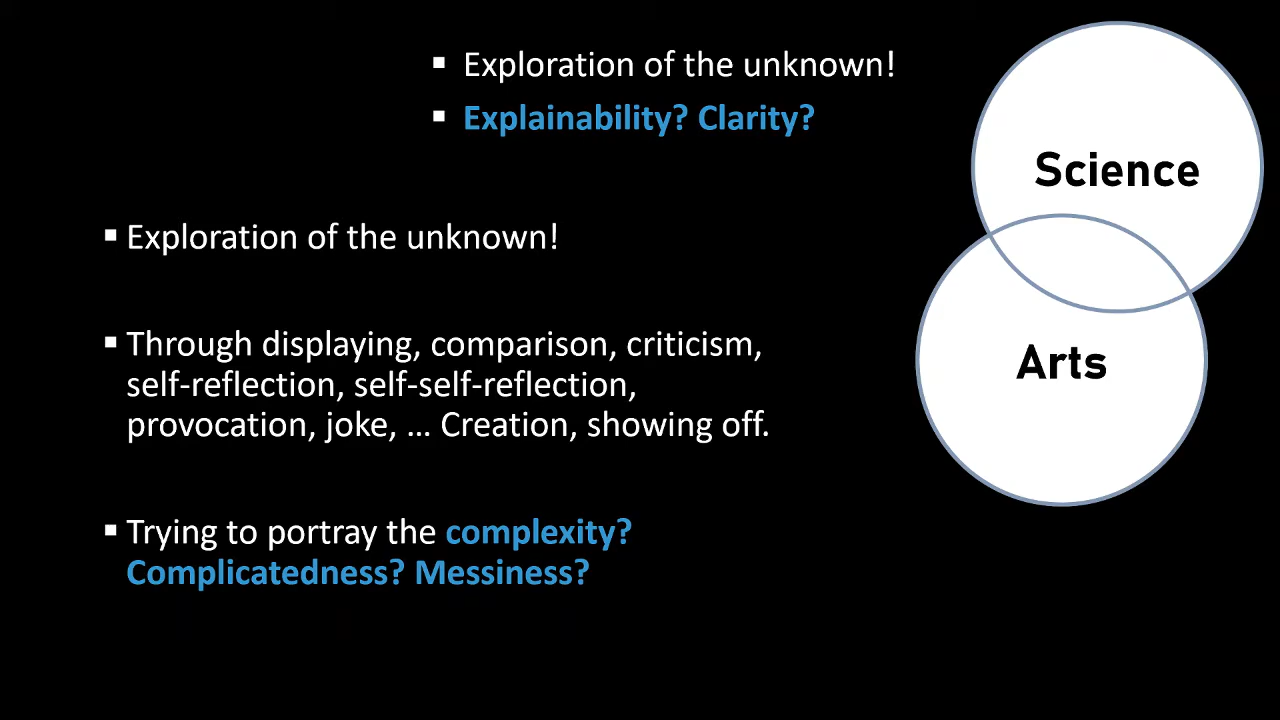 ▪ Exploration of the unknown!
▪ Explainability? Clarity?
Science
▪ Exploration of the unknown!
▪ Through displaying, comparison, criticism,
self-reflection, self-self-reflection,
provocation, joke, … Creation, showing off.
Arts
▪ Trying to portray the complexity?
Complicatedness? Messiness?